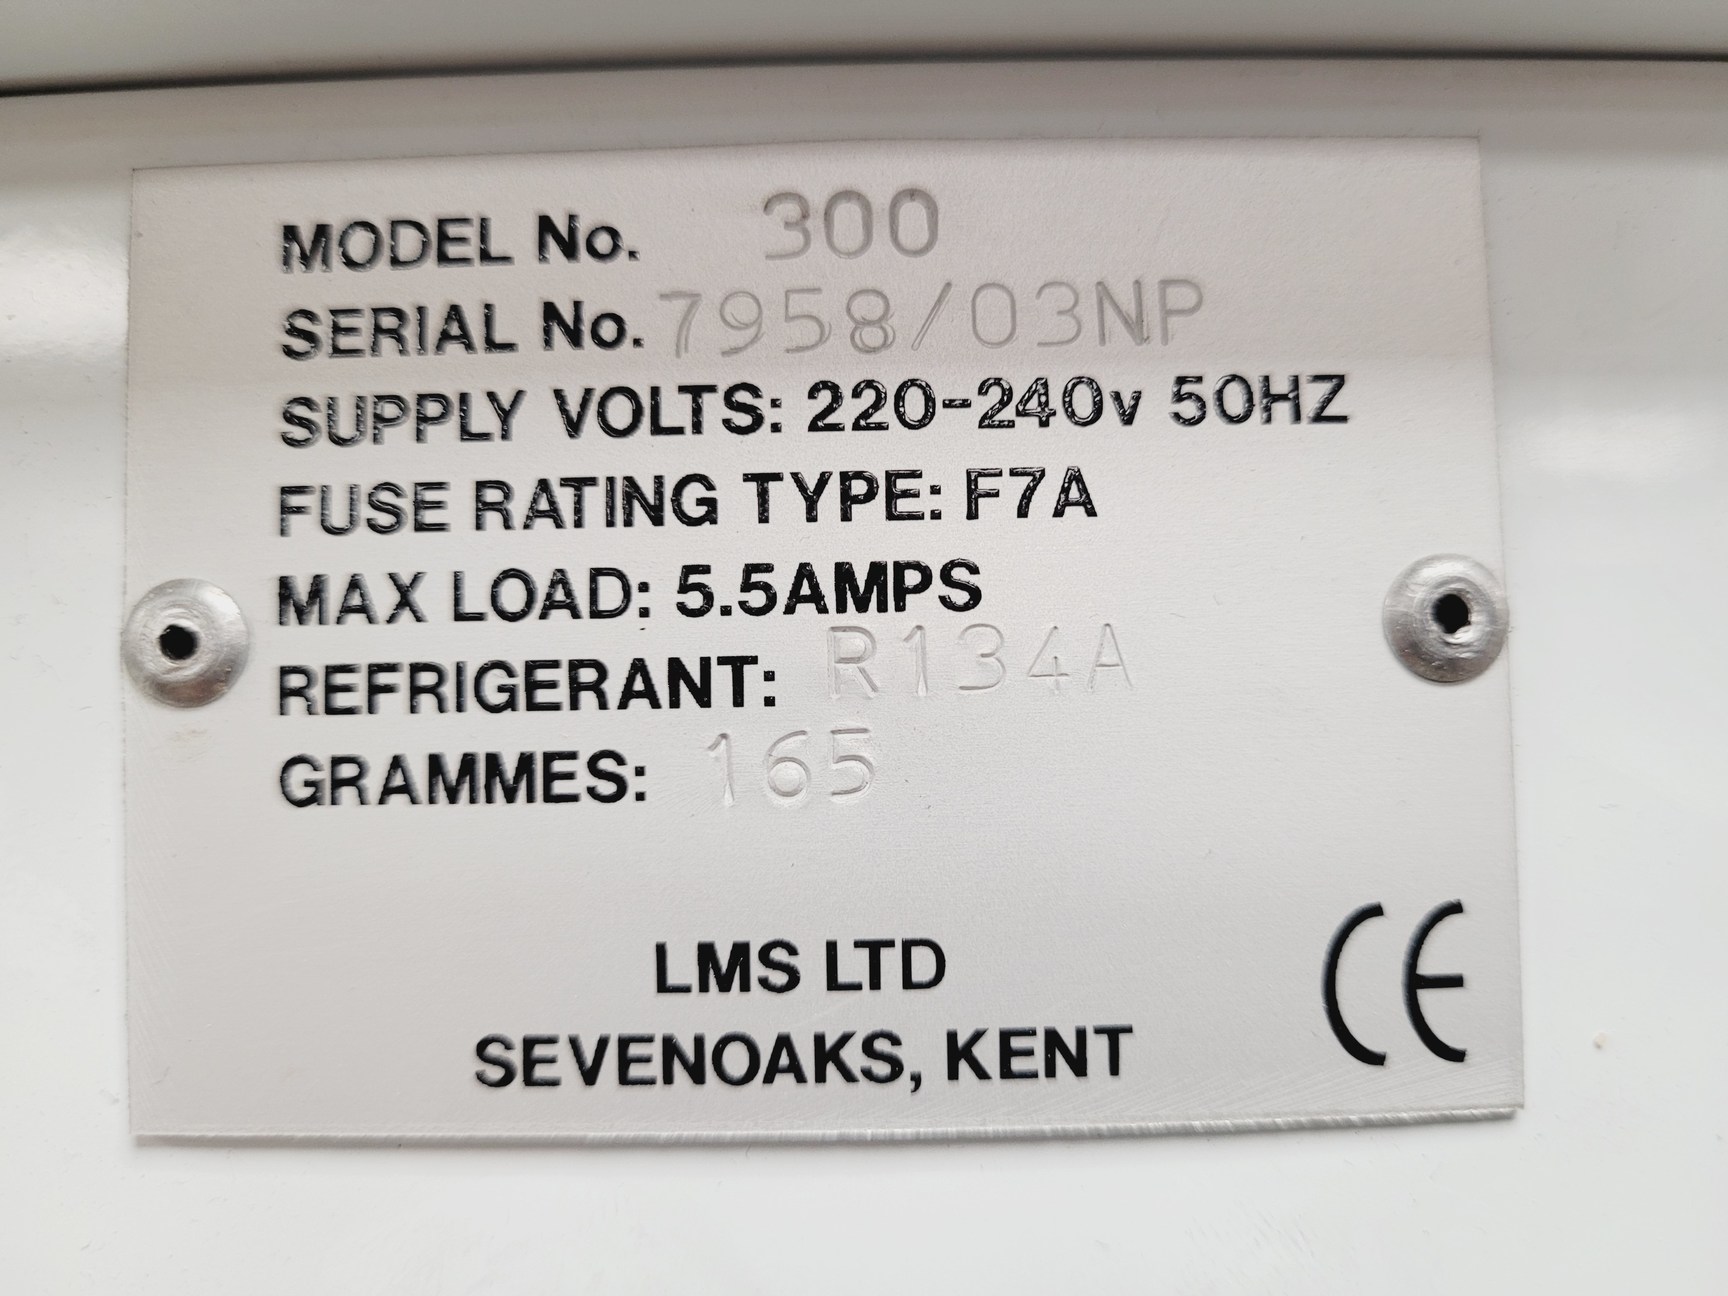 MODEL No. 300
SERIAL No. 7958/03NP
SUPPLY VOLTS: 220-240v 50HZ
FUSE RATING TYPE: F7A
MAX LOAD: 5.5AMPS
REFRIGERANT: R134A
GRAMMES: 165
LMS LTD
SEVENOAKS, KENT
CE